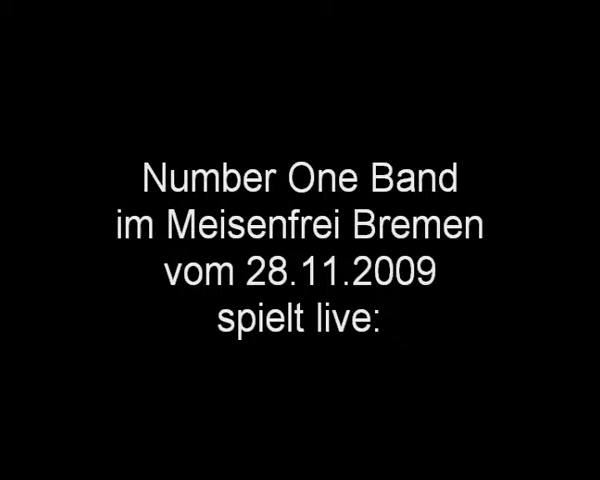 Number One Band
im Meisenfrei Bremen
vom 28.11.2009
spielt live: